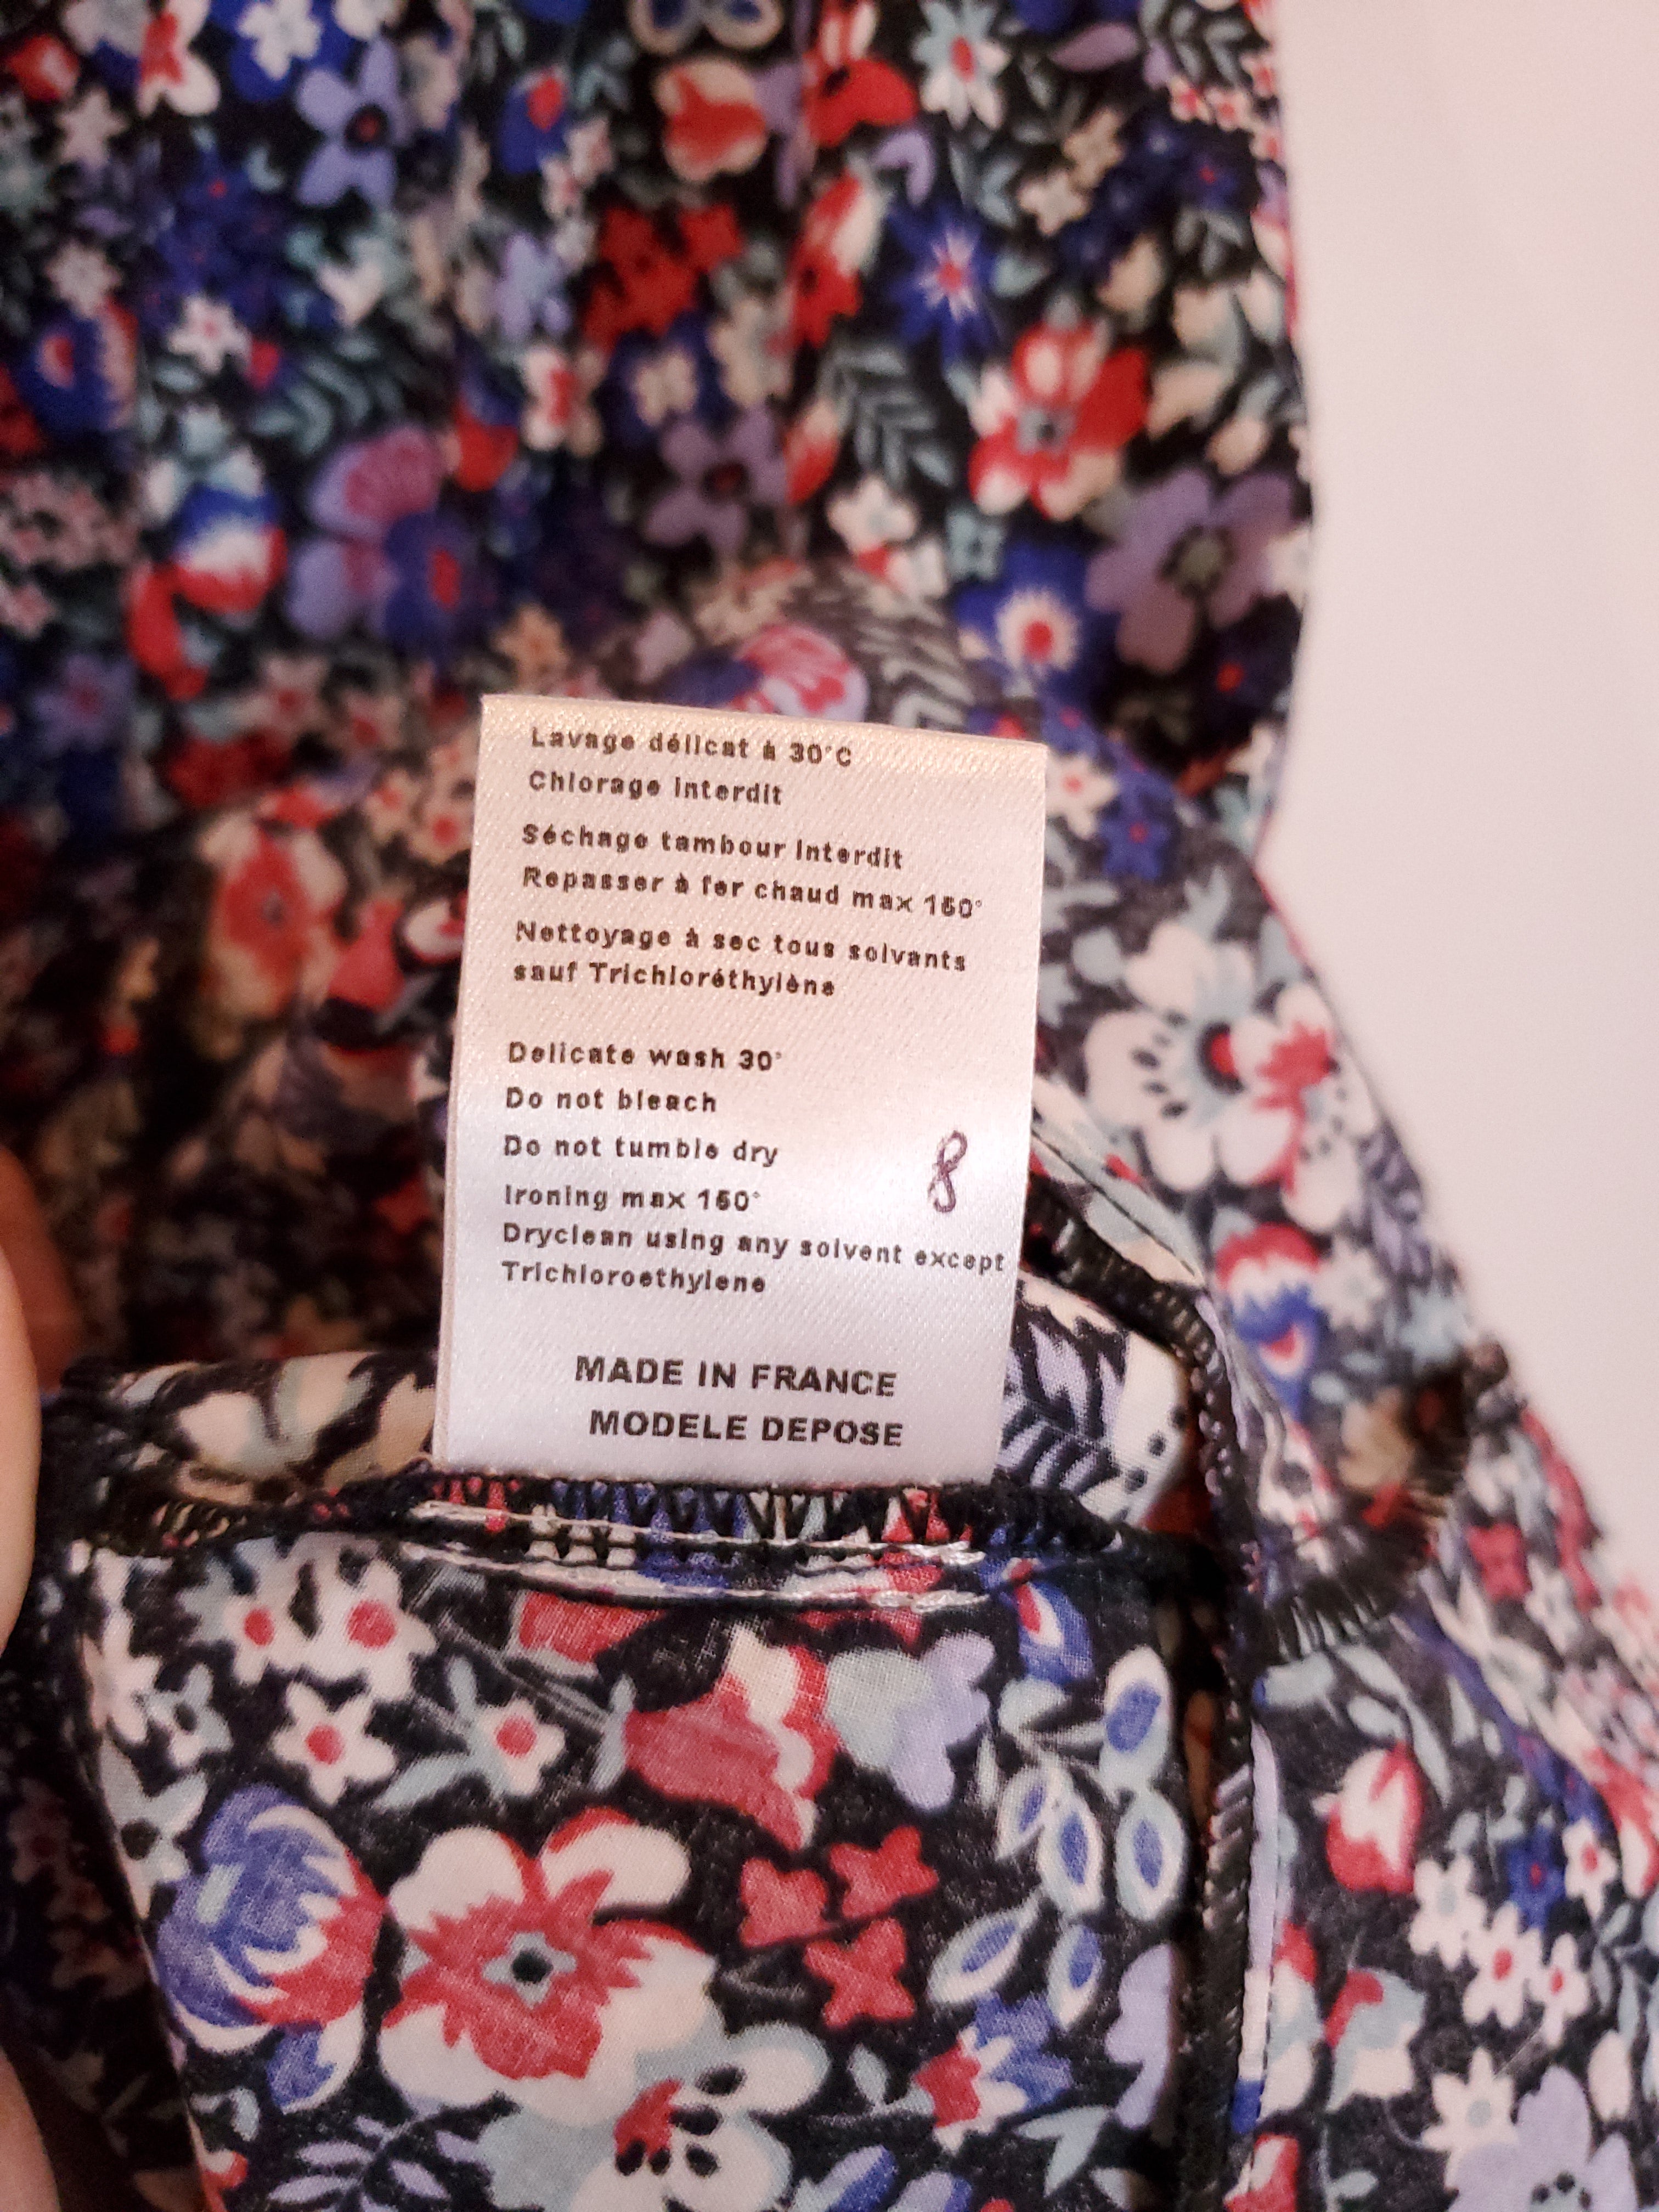 Lavage délicat à 30°C
Chlorage interdit
Séchage tambour interdit
Repasser à fer chaud max 150°
Nettoyage à sec tous solvants
sauf Trichloréthylène
Delicate wash 30°
Do not bleach
Do not tumble dry
8
Ironing max 150°
Dryclean using any solvent except
Trichloroethylene
MADE IN FRANCE
MODELE DEPOSE